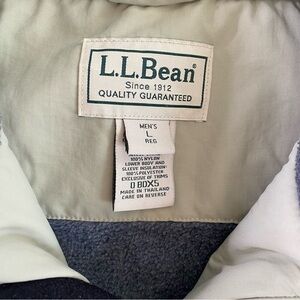 L.L.Bean®
Since 1912
QUALITY GUARANTEED
MEN'S
L
REG
100% NYLON
LOWER BODY AND
SLEEVE INSULATION:
100% POLYESTER
EXCLUSIVE OF TRIMS
0 BDX5
MADE IN THAILAND
CARE ON REVERSE